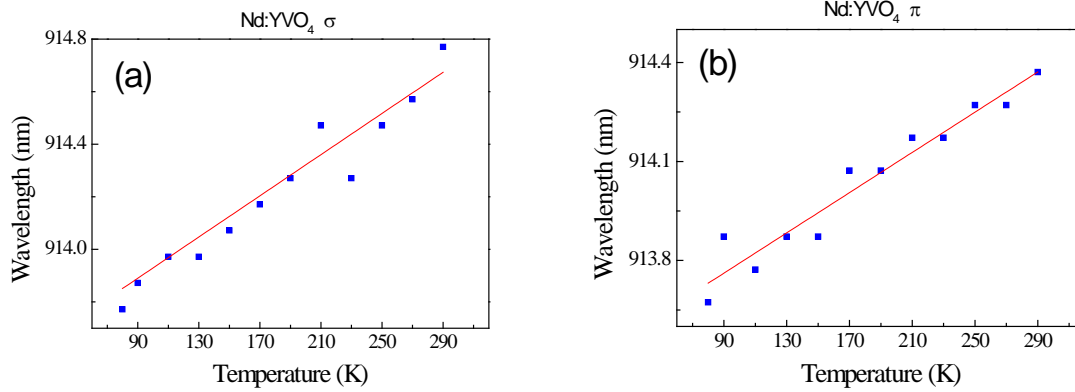 Nd:YVO₄ σ
(a)
914.8
914.4
914.0
Wavelength (nm)
90 130 170 210 250 290
Temperature (K)
Nd:YVO₄ π
(b)
914.4
914.1
913.8
Wavelength (nm)
90 130 170 210 250 290
Temperature (K)